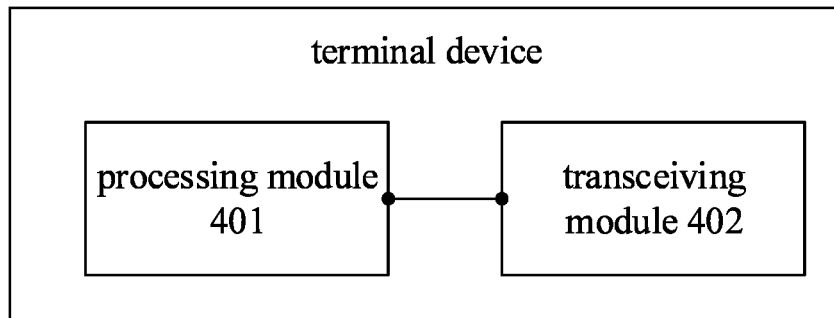 terminal device
processing module
401
transceiving
module 402